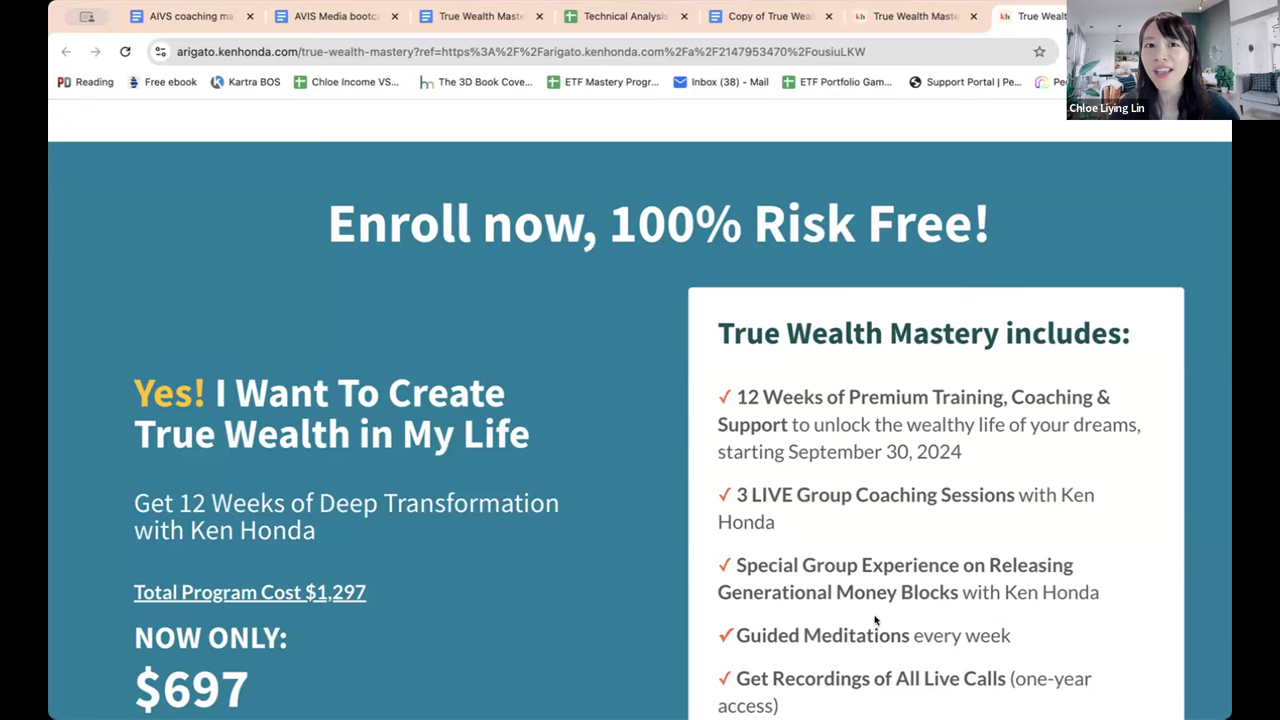 AIVS coaching ma
AVIS Media bootca
True Wealth Maste
Technical Analysis
Copy of True Wea
True Wealth Maste
True Wealt
arigato.kenhonda.com/true-wealth-mastery?ref=https%3A%2F%2Farigato.kenhonda.com%2Fa%2F2147953470%2FousiuLKW
Reading
Free ebook
Kartra BOS
Chloe Income VS...
The 3D Book Cove...
ETF Mastery Progr...
Inbox (38) - Mail
ETF Portfolio Gam...
Support Portal | Pe...
Pe
Chloe Liying Lin
Enroll now, 100% Risk Free!
Yes! I Want To Create
True Wealth in My Life
Get 12 Weeks of Deep Transformation
with Ken Honda
Total Program Cost $1,297
NOW ONLY:
$697
True Wealth Mastery includes:
✓ 12 Weeks of Premium Training, Coaching &
Support to unlock the wealthy life of your dreams,
starting September 30, 2024
✓ 3 LIVE Group Coaching Sessions with Ken
Honda
✓ Special Group Experience on Releasing
Generational Money Blocks with Ken Honda
✓ Guided Meditations every week
✓ Get Recordings of All Live Calls (one-year
access)